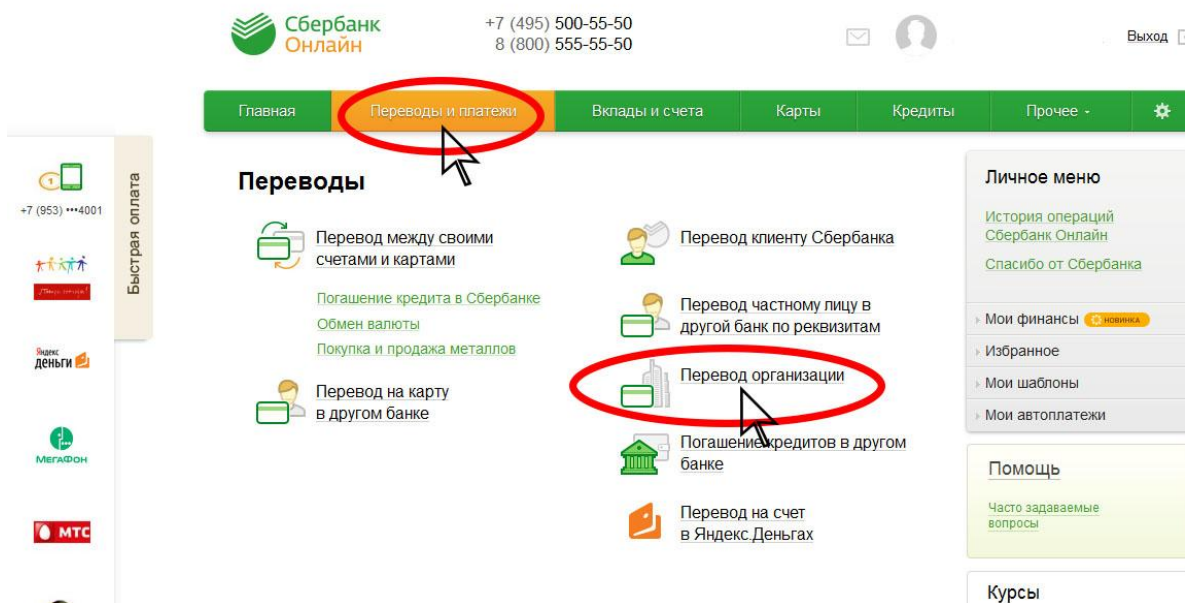 Сбербанк
Онлайн
+7 (495) 500-55-50
8 (800) 555-55-50
Выход
Главная
Переводы и платежи
Вклады и счета
Карты
Кредиты
Прочее
Быстрая оплата
+7 (953) •••4001
Яндекс
деньги
МЕГАФОН
МТС
Переводы
Перевод между своими
счетами и картами
Погашение кредита в Сбербанке
Обмен валюты
Покупка и продажа металлов
Перевод на карту
в другом банке
Перевод клиенту Сбербанка
Перевод частному лицу в
другой банк по реквизитам
Перевод организации
Погашение кредитов в другом
банке
Перевод на счет
в Яндекс.Деньгах
Личное меню
История операций
Сбербанк Онлайн
Спасибо от Сбербанка
Мои финансы НОВИНКА
Избранное
Мои шаблоны
Мои автоплатежи
Помощь
Часто задаваемые
вопросы
Курсы